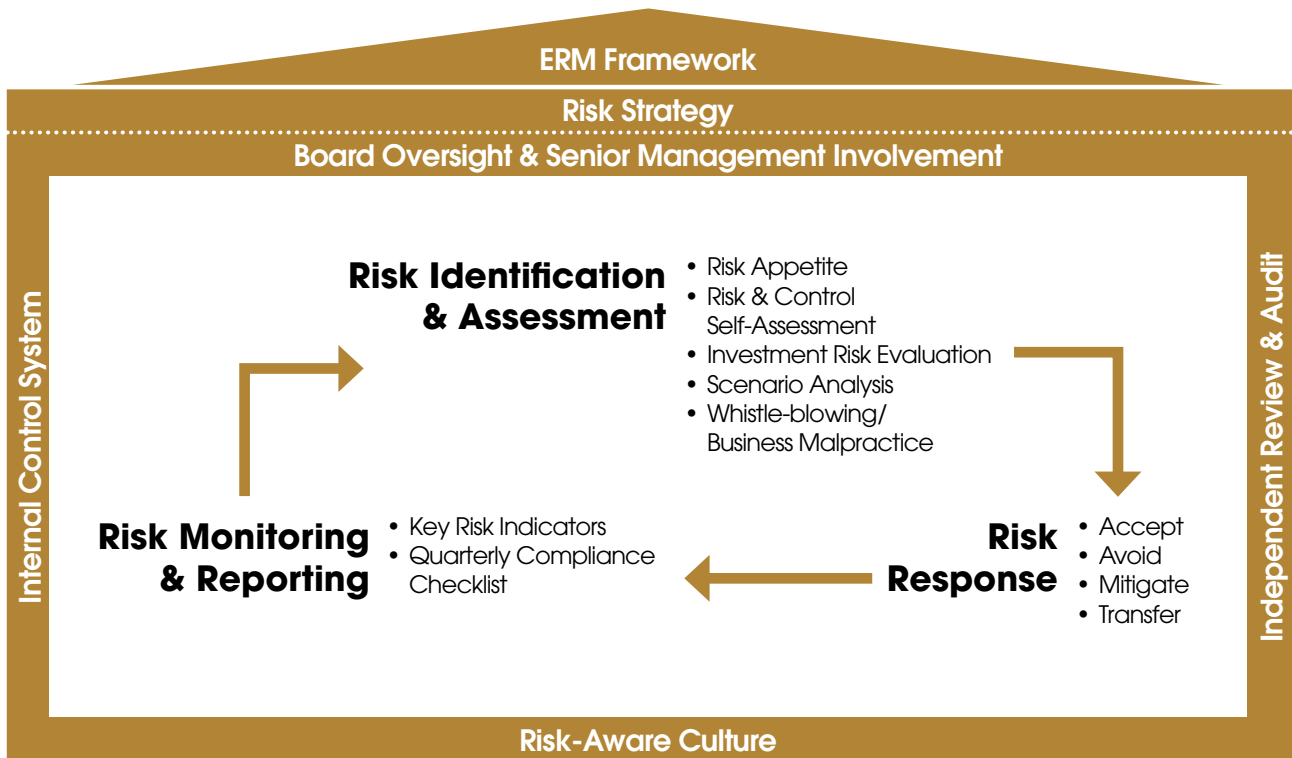 ERM Framework
Risk Strategy
Board Oversight & Senior Management Involvement
Internal Control System
Risk Identification
& Assessment
• Risk Appetite
• Risk & Control
Self-Assessment
• Investment Risk Evaluation
• Scenario Analysis
• Whistle-blowing/
Business Malpractice
Risk Monitoring
& Reporting
• Key Risk Indicators
• Quarterly Compliance
Checklist
Risk
Response
• Accept
• Avoid
• Mitigate
• Transfer
Independent Review & Audit
Risk-Aware Culture